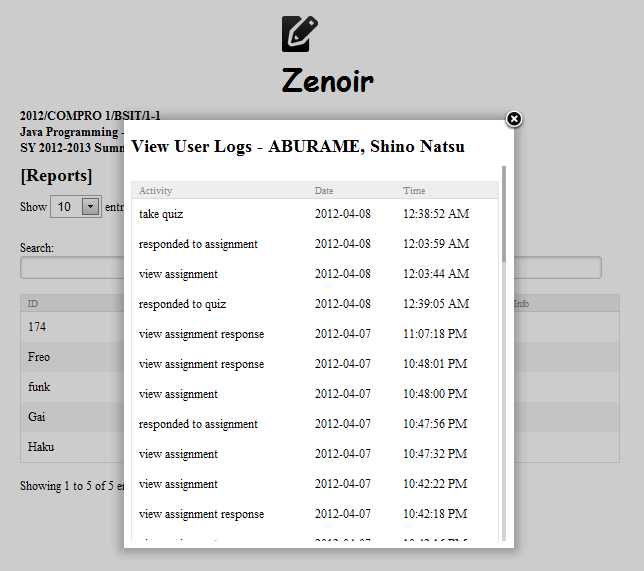 Zenoir
2012/COMPRO 1/BSIT/1-1
Java Programming -
SY 2012-2013 Summ
[Reports]
Show 10 entr
Search:
ID Info
174
Freo
funk
Gai
Haku
Showing 1 to 5 of 5 en
View User Logs - ABURAME, Shino Natsu
Activity Date Time
take quiz 2012-04-08 12:38:52 AM
responded to assignment 2012-04-08 12:03:59 AM
view assignment 2012-04-08 12:03:44 AM
responded to quiz 2012-04-08 12:39:05 AM
view assignment response 2012-04-07 11:07:18 PM
view assignment response 2012-04-07 10:48:01 PM
view assignment 2012-04-07 10:48:00 PM
responded to assignment 2012-04-07 10:47:56 PM
view assignment 2012-04-07 10:47:32 PM
view assignment 2012-04-07 10:42:22 PM
view assignment response 2012-04-07 10:42:18 PM